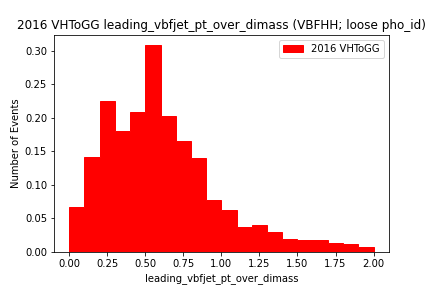 2016 VHToGG leading_vbfjet_pt_over_dimass (VBFHH; loose pho_id)
2016 VHToGG
Number of Events
0.30
0.25
0.20
0.15
0.10
0.05
0.00
0.00 0.25 0.50 0.75 1.00 1.25 1.50 1.75 2.00
leading_vbfjet_pt_over_dimass